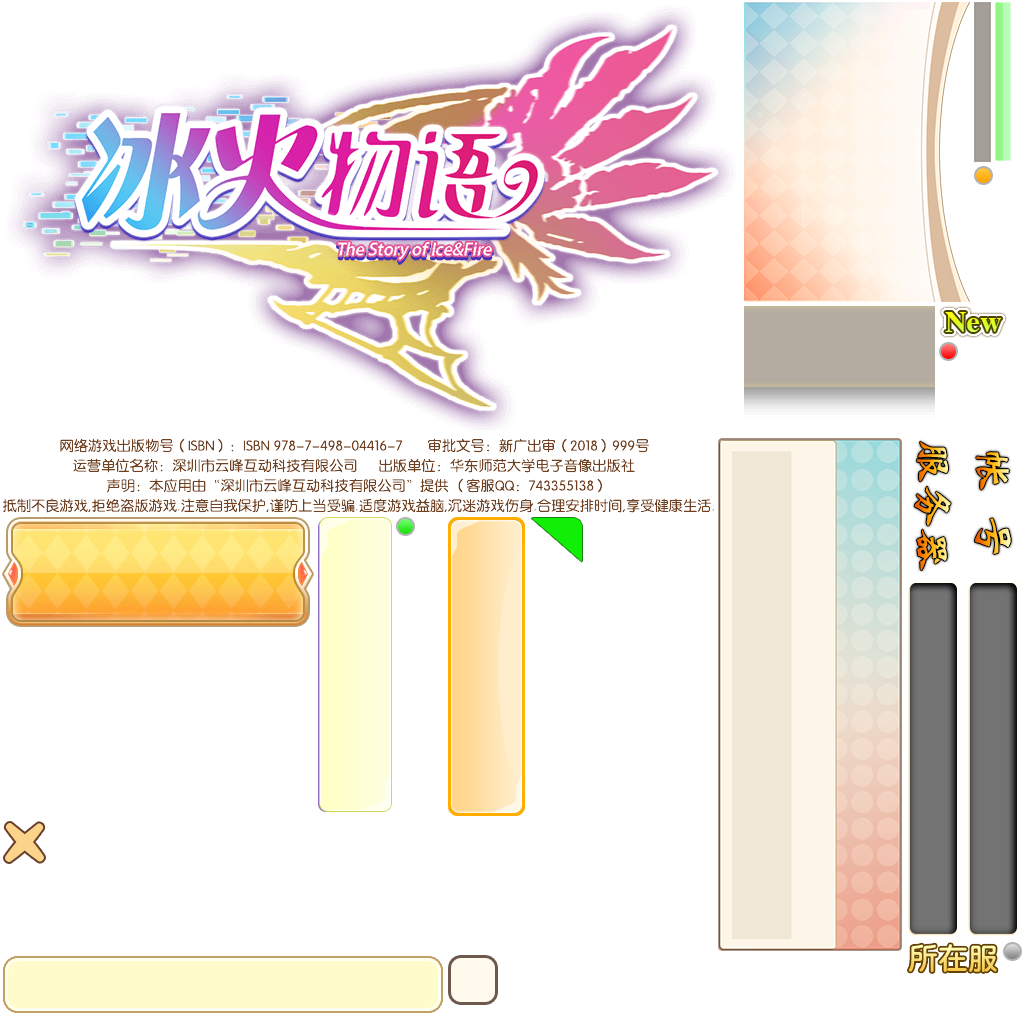 冰火物语
The Story of Ice&Fire
New
网络游戏出版物号（ISBN）：ISBN 978-7-498-04416-7 审批文号：新广出审（2018）999号
运营单位名称：深圳市云峰互动科技有限公司 出版单位：华东师范大学电子音像出版社
声明：本应用由“深圳市云峰互动科技有限公司”提供（客服QQ：743355138）
抵制不良游戏,拒绝盗版游戏.注意自我保护,谨防上当受骗.适度游戏益脑,沉迷游戏伤身.合理安排时间,享受健康生活.
服务器
帐号
所在服